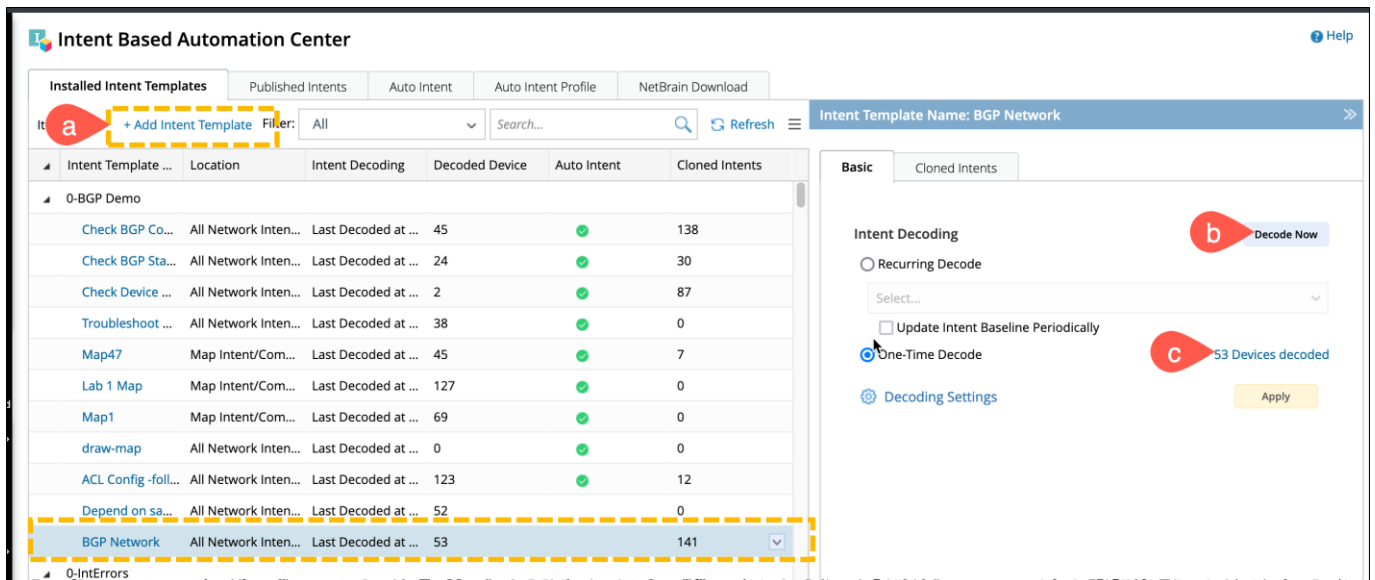 Intent Based Automation Center
Help
Installed Intent Templates
Published Intents
Auto Intent
Auto Intent Profile
NetBrain Download
It
a
+ Add Intent Template
Filter:
All
Search...
Refresh
Intent Template Name: BGP Network
Intent Template ... Location Intent Decoding Decoded Device Auto Intent Cloned Intents
0-BGP Demo
Check BGP Co... All Network Inten... Last Decoded at ... 45 138
Check BGP Sta... All Network Inten... Last Decoded at ... 24 30
Check Device ... All Network Inten... Last Decoded at ... 2 87
Troubleshoot ... All Network Inten... Last Decoded at ... 38 0
Map47 Map Intent/Com... Last Decoded at ... 45 7
Lab 1 Map Map Intent/Com... Last Decoded at ... 127 0
Map1 Map Intent/Com... Last Decoded at ... 69 0
draw-map All Network Inten... Last Decoded at ... 0 0
ACL Config -foll... All Network Inten... Last Decoded at ... 123 12
Depend on sa... All Network Inten... Last Decoded at ... 52 0
BGP Network All Network Inten... Last Decoded at ... 53 141
0-IntErrors
Basic
Cloned Intents
Intent Decoding
b
Decode Now
Recurring Decode
Select...
Update Intent Baseline Periodically
One-Time Decode
c
53 Devices decoded
Decoding Settings
Apply